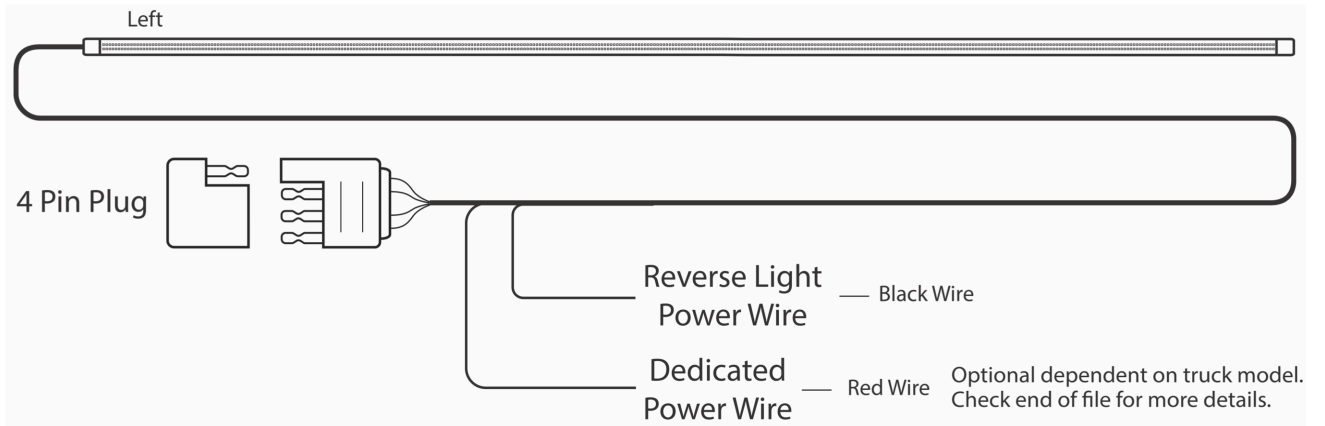 Left
4 Pin Plug
Reverse Light
Power Wire
Black Wire
Dedicated
Power Wire
Red Wire
Optional dependent on truck model.
Check end of file for more details.